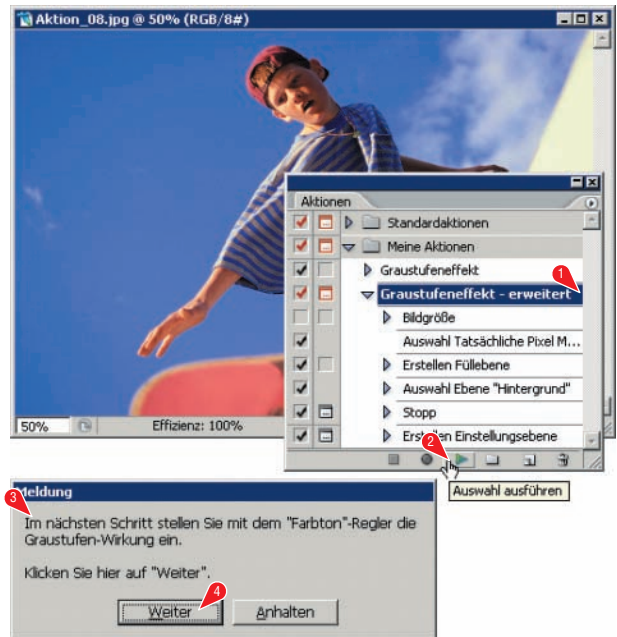 Aktion_08.jpg @ 50% (RGB/8#)
Aktionen
Standardaktionen
Meine Aktionen
Graustufeneffekt
1
Graustufeneffekt - erweitert
Bildgröße
Auswahl Tatsächliche Pixel M...
Erstellen Füllebene
Auswahl Ebene "Hintergrund"
Stopp
50%
Effizienz: 100%
Erstellen Einstellungsebene
2
Auswahl ausführen
Meldung
3
Im nächsten Schritt stellen Sie mit dem "Farbton"-Regler die
Graustufen-Wirkung ein.
Klicken Sie hier auf "Weiter".
4
Weiter
Anhalten